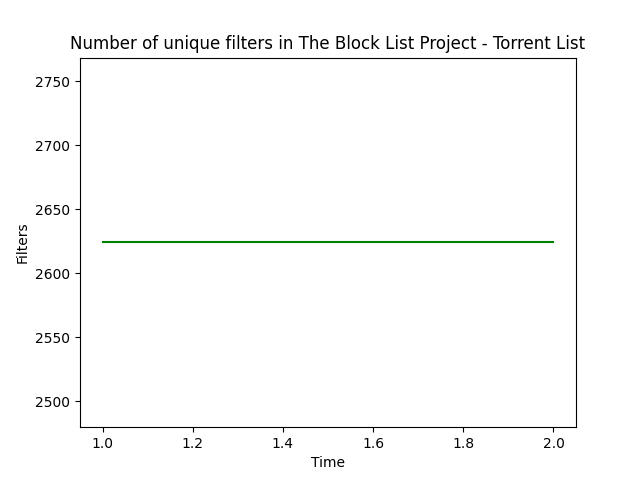 Number of unique filters in The Block List Project - Torrent List
2750
2700
2650
2600
2550
2500
Filters
1.0 1.2 1.4 1.6 1.8 2.0
Time